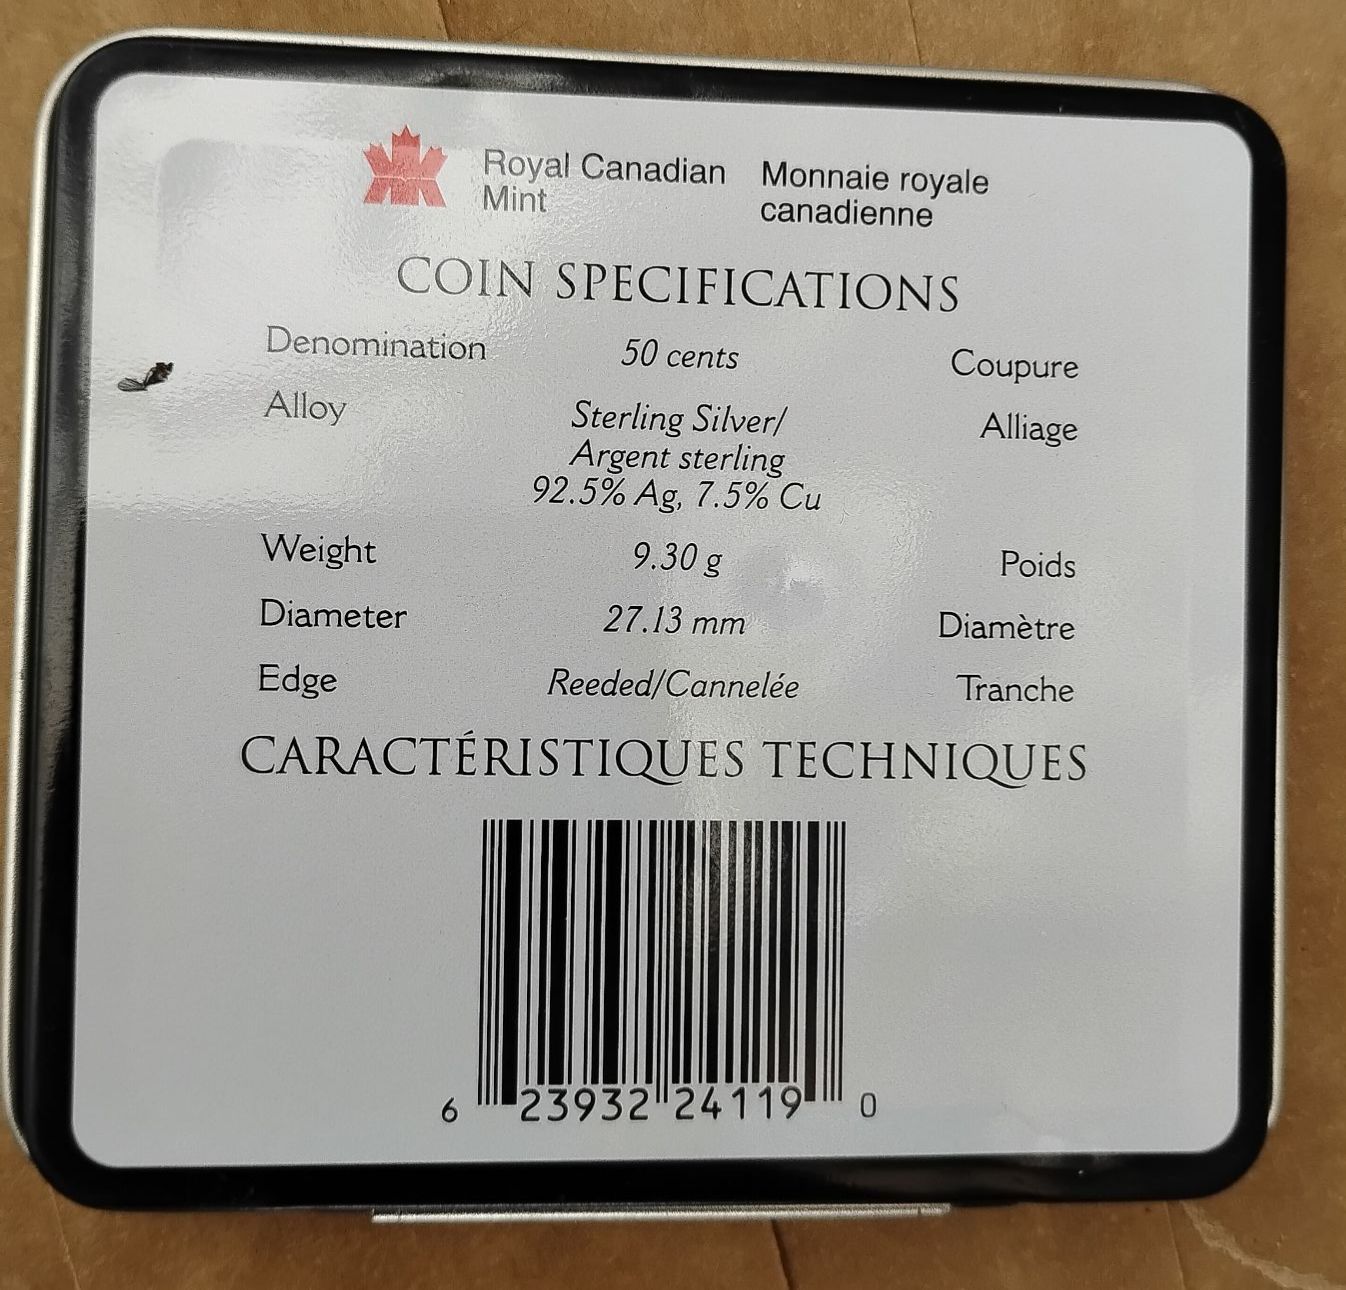 Royal Canadian Mint
Monnaie royale canadienne
COIN SPECIFICATIONS
Denomination 50 cents Coupure
Alloy Sterling Silver/ Alliage
Argent sterling
92.5% Ag, 7.5% Cu
Weight 9.30 g Poids
Diameter 27.13 mm Diamètre
Edge Reeded/Cannelée Tranche
CARACTÉRISTIQUES TECHNIQUES
6 23932 24119 0